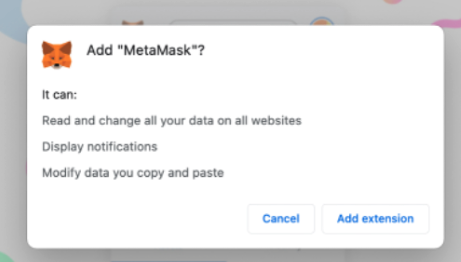 Add "MetaMask"?
It can:
Read and change all your data on all websites
Display notifications
Modify data you copy and paste
Cancel
Add extension